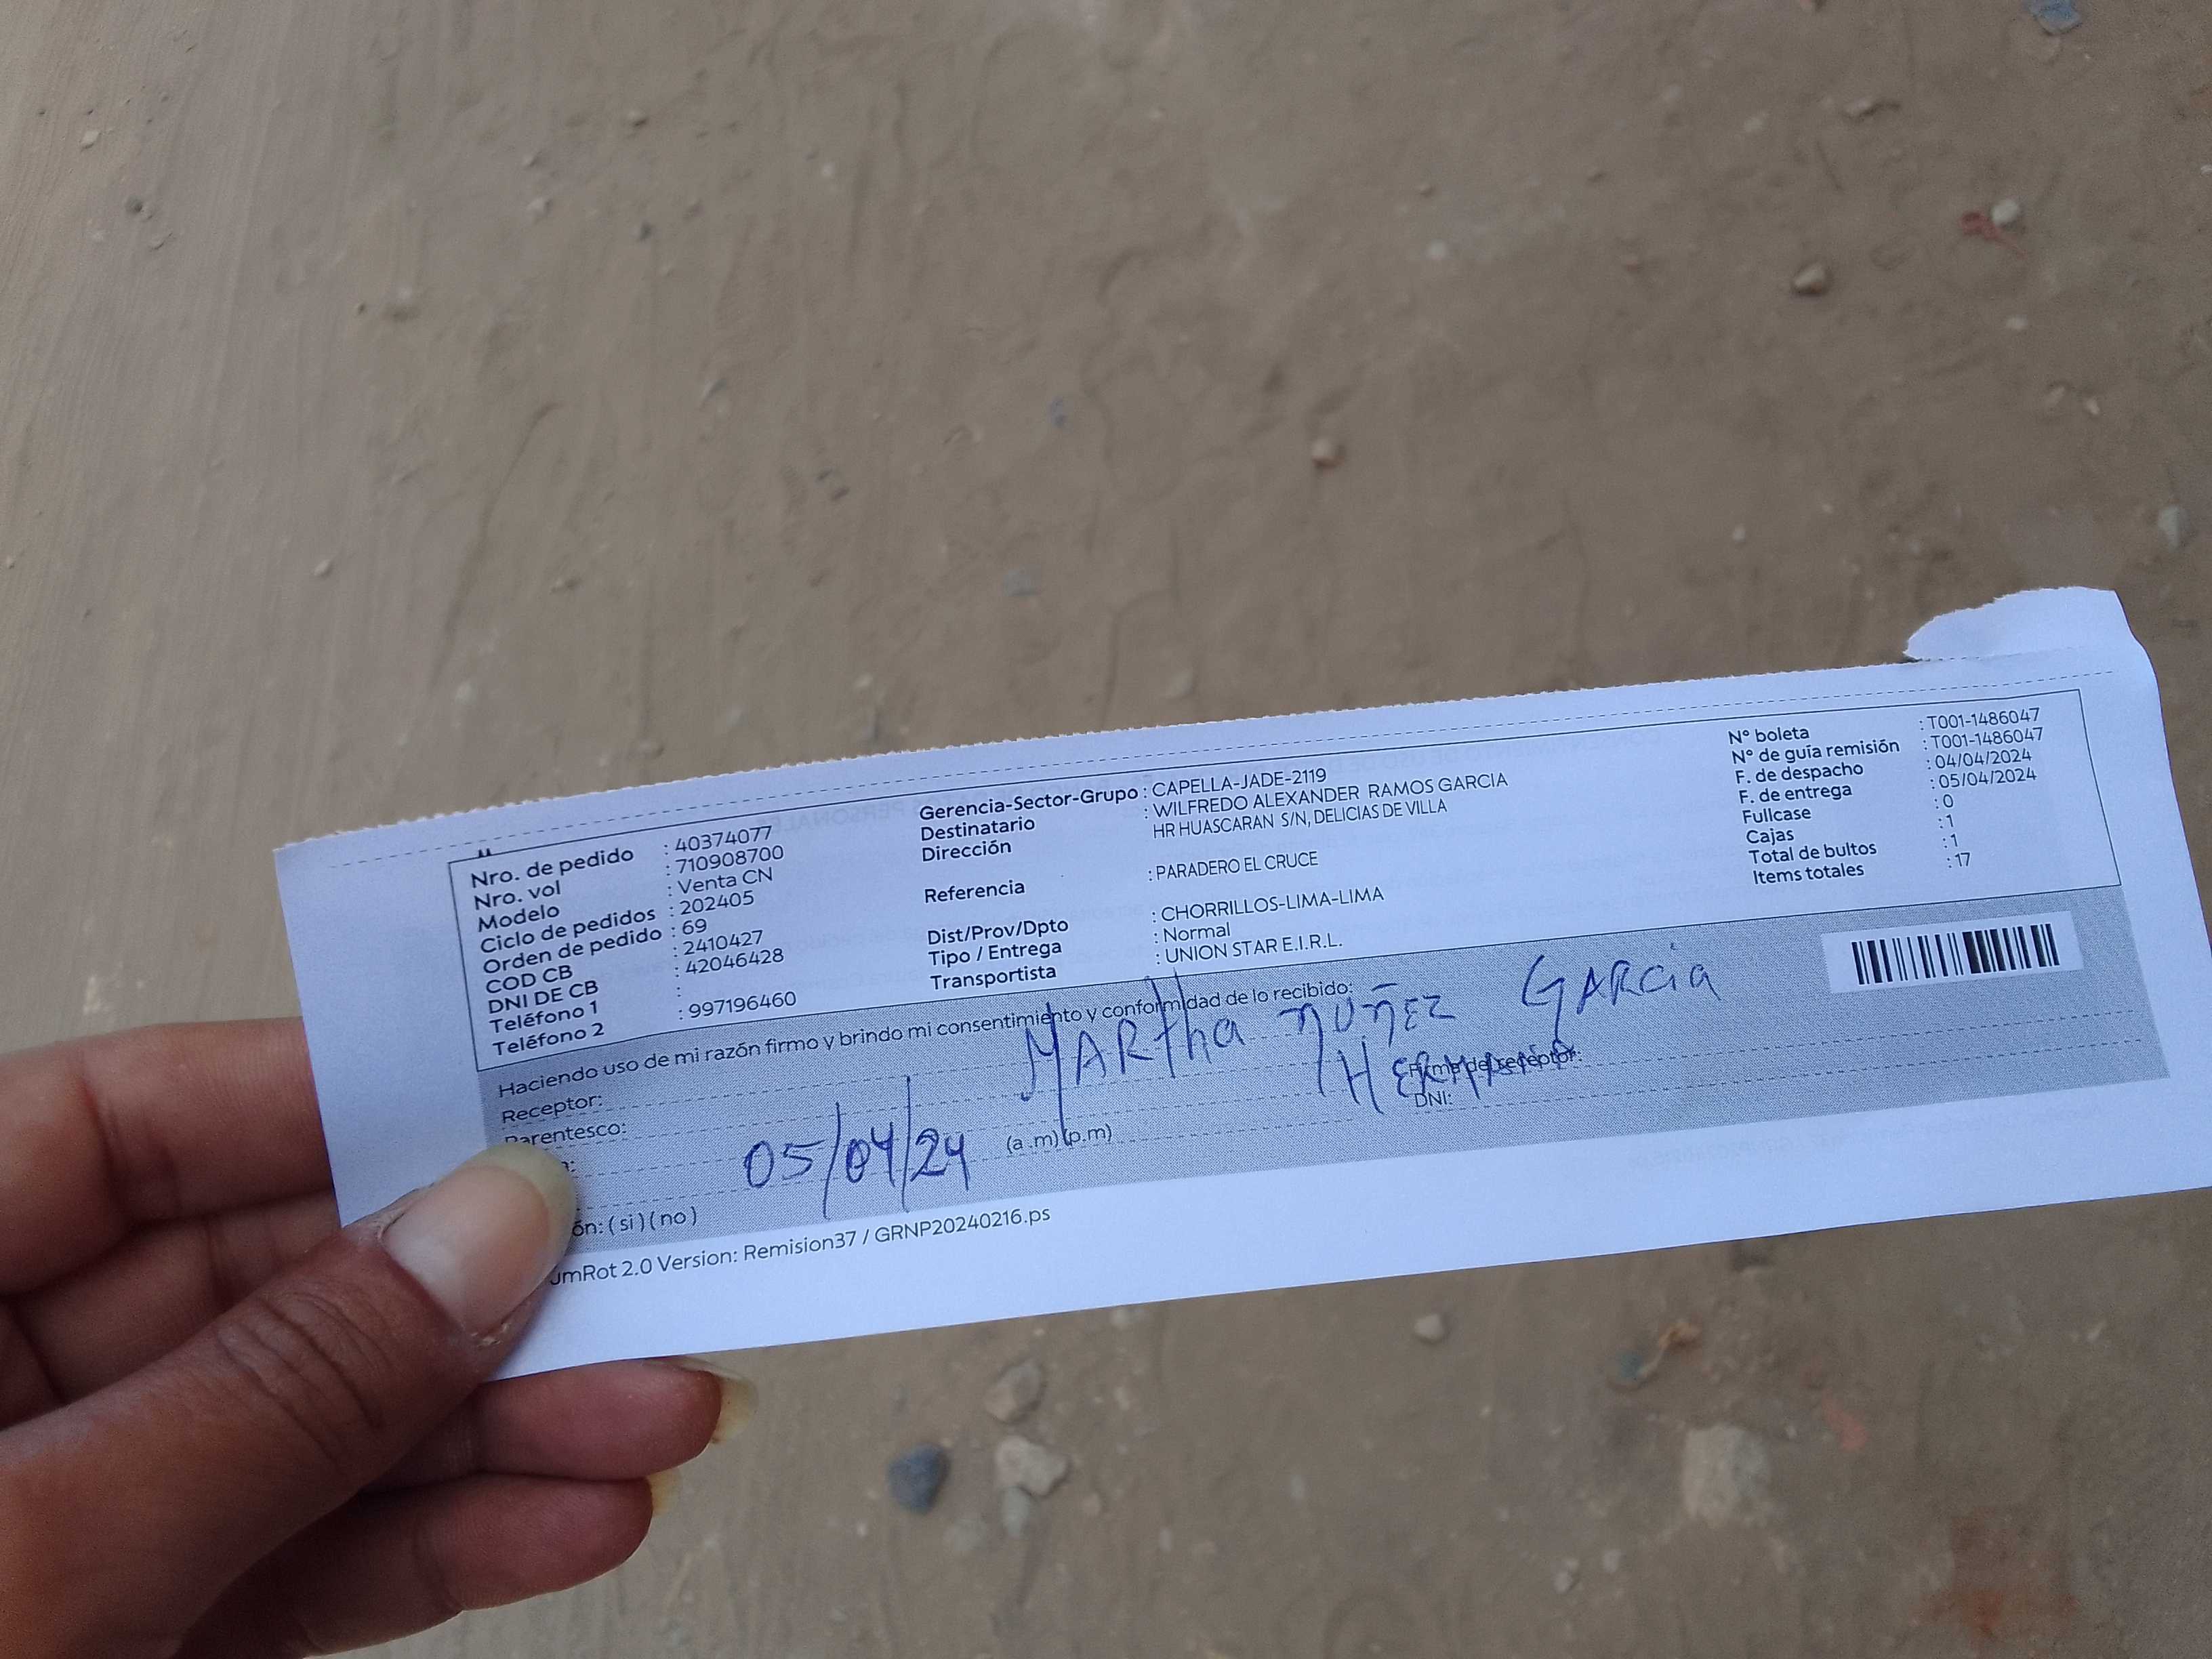 Nro. de pedido : 40374077
Nro. vol : 710908700
Modelo : Venta CN
Ciclo de pedidos : 202405
Orden de pedido : 69
COD CB : 2410427
DNI DE CB : 42046428
Teléfono 1 :
Teléfono 2 : 997196460
Gerencia-Sector-Grupo : CAPELLA-JADE-2119
Destinatario : WILFREDO ALEXANDER RAMOS GARCIA
Dirección HR HUASCARAN S/N, DELICIAS DE VILLA
Referencia : PARADERO EL CRUCE
Dist/Prov/Dpto : CHORRILLOS-LIMA-LIMA
Tipo / Entrega : Normal
Transportista : UNION STAR E.I.R.L.
N° boleta : T001-1486047
N° de guía remisión : T001-1486047
F. de despacho : 04/04/2024
F. de entrega : 05/04/2024
Fullcase : 0
Cajas : 1
Total de bultos : 1
Items totales : 17
Haciendo uso de mi razón firmo y brindo mi consentimiento y conformidad de lo recibido:
Receptor: MARtha NUÑEZ GARCia
Parentesco: HERMANA
Firma del receptor:
DNI:
05/04/24 (a .m) (p.m)
ón: ( si ) ( no )
UmRot 2.0 Version: Remision37 / GRNP20240216.ps